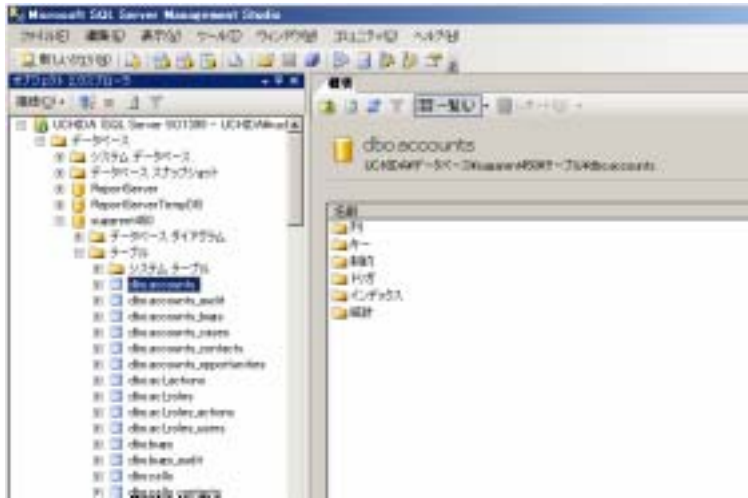 Microsoft SQL Server Management Studio
ファイル(F) 編集(E) 表示(V) ツール(T) ウィンドウ(W) コミュニティ(C) ヘルプ(H)
新しいクエリ(N)
オブジェクト エクスプローラ
接続(O)
UCHIDA (SQL Server 9.0.1399 -
データベース
システム データベース
データベース スナップショット
ReportServer
ReportServerTempDB
データベース ダイアグラム
テーブル
システム テーブル
dbo.accounts
dbo.accounts_audit
dbo.accounts_bugs
dbo.accounts_cases
dbo.accounts_contacts
dbo.accounts_opportunities
dbo.acl_actions
dbo.acl_roles
dbo.acl_roles_actions
dbo.acl_roles_users
dbo.bugs
dbo.bugs_audit
dbo.calls
dbo.calls_contacts
概要
一覧(L)
dbo.accounts
名前
列
キー
制約
トリガ
インデックス
統計